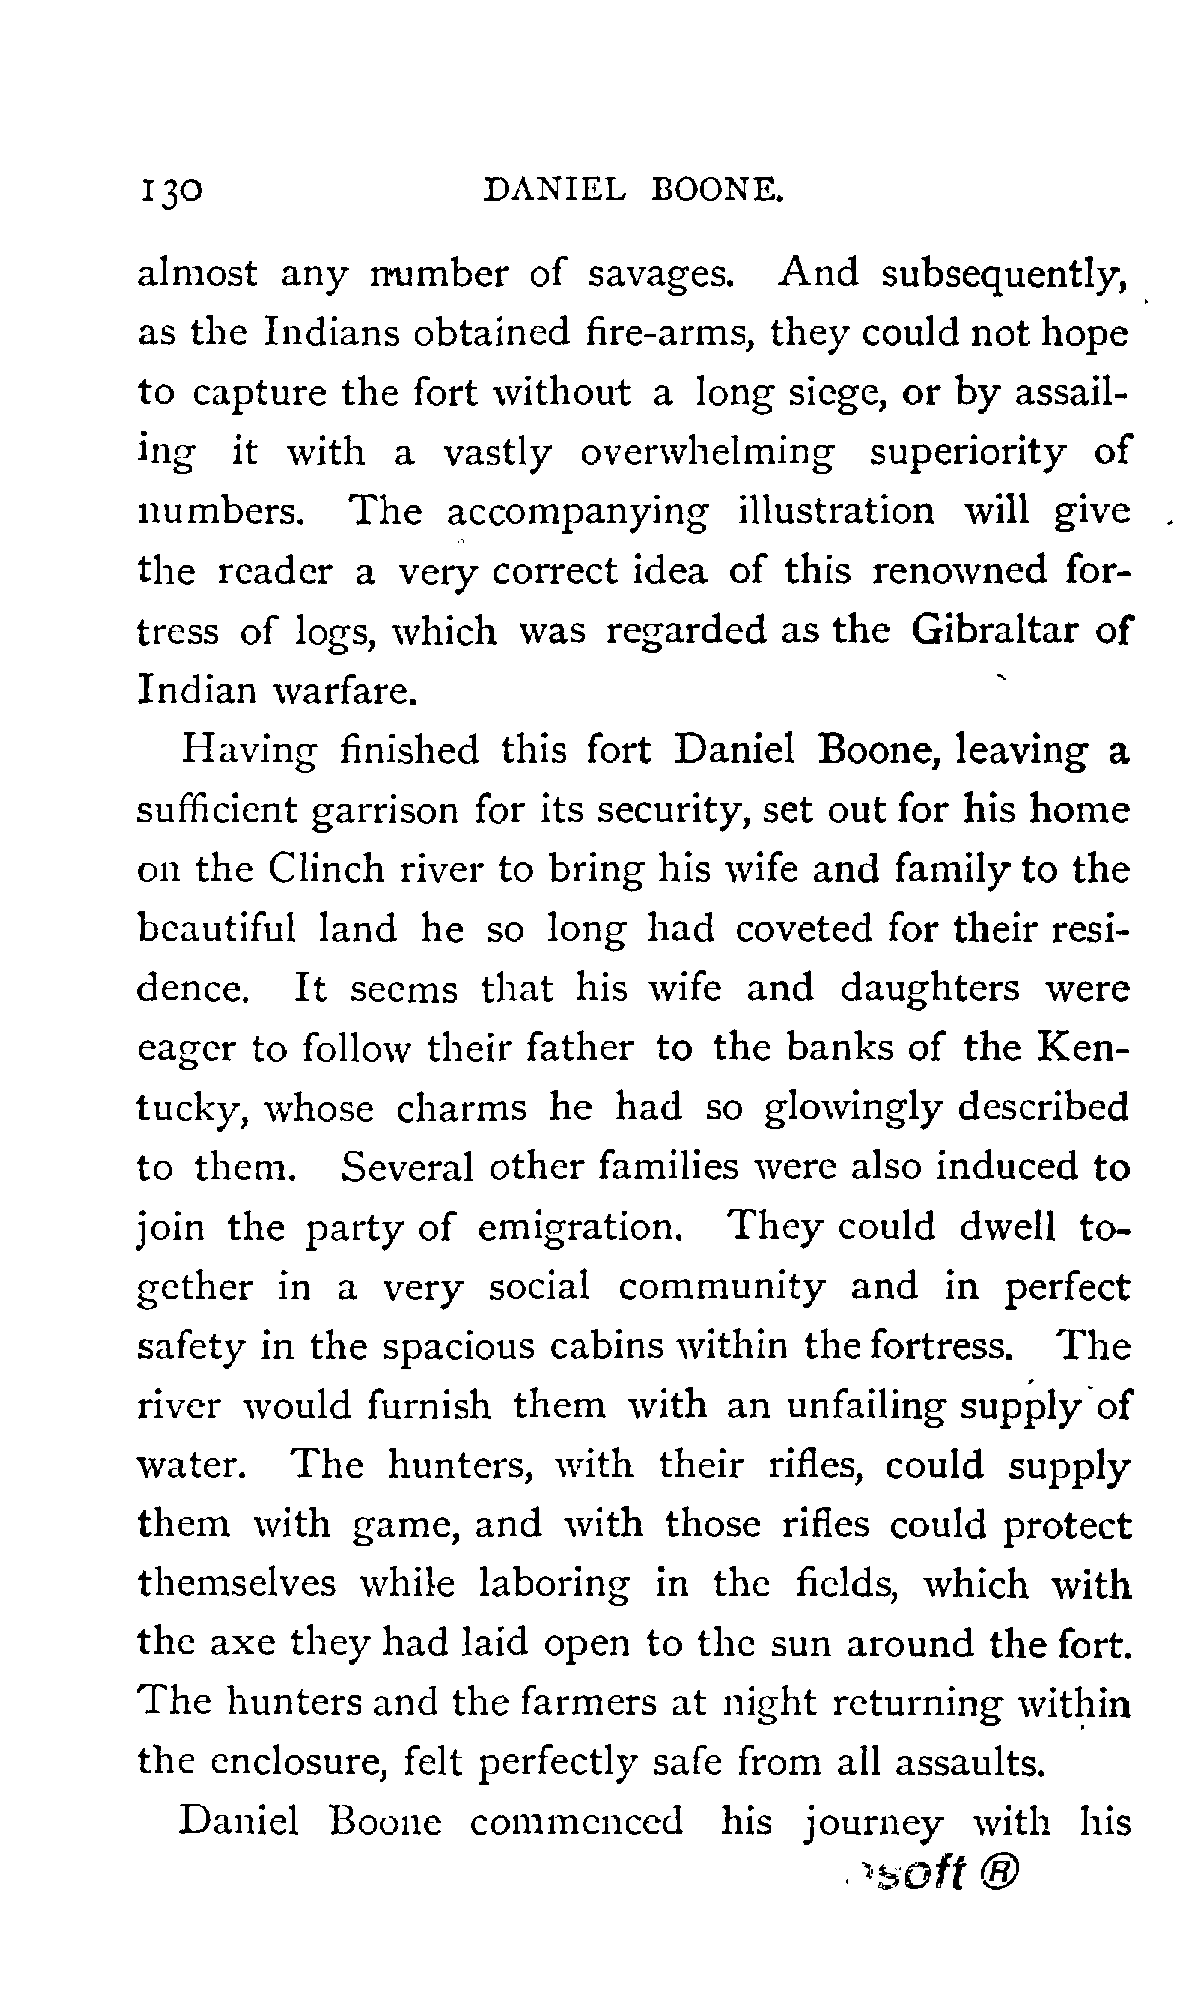 130 DANIEL BOONE.
almost any number of savages. And subsequently,
as the Indians obtained fire-arms, they could not hope
to capture the fort without a long siege, or by assail-
ing it with a vastly overwhelming superiority of
numbers. The accompanying illustration will give
the reader a very correct idea of this renowned for-
tress of logs, which was regarded as the Gibraltar of
Indian warfare.
Having finished this fort Daniel Boone, leaving a
sufficient garrison for its security, set out for his home
on the Clinch river to bring his wife and family to the
beautiful land he so long had coveted for their resi-
dence. It seems that his wife and daughters were
eager to follow their father to the banks of the Ken-
tucky, whose charms he had so glowingly described
to them. Several other families were also induced to
join the party of emigration. They could dwell to-
gether in a very social community and in perfect
safety in the spacious cabins within the fortress. The
river would furnish them with an unfailing supply of
water. The hunters, with their rifles, could supply
them with game, and with those rifles could protect
themselves while laboring in the fields, which with
the axe they had laid open to the sun around the fort.
The hunters and the farmers at night returning within
the enclosure, felt perfectly safe from all assaults.
Daniel Boone commenced his journey with his
soft ®